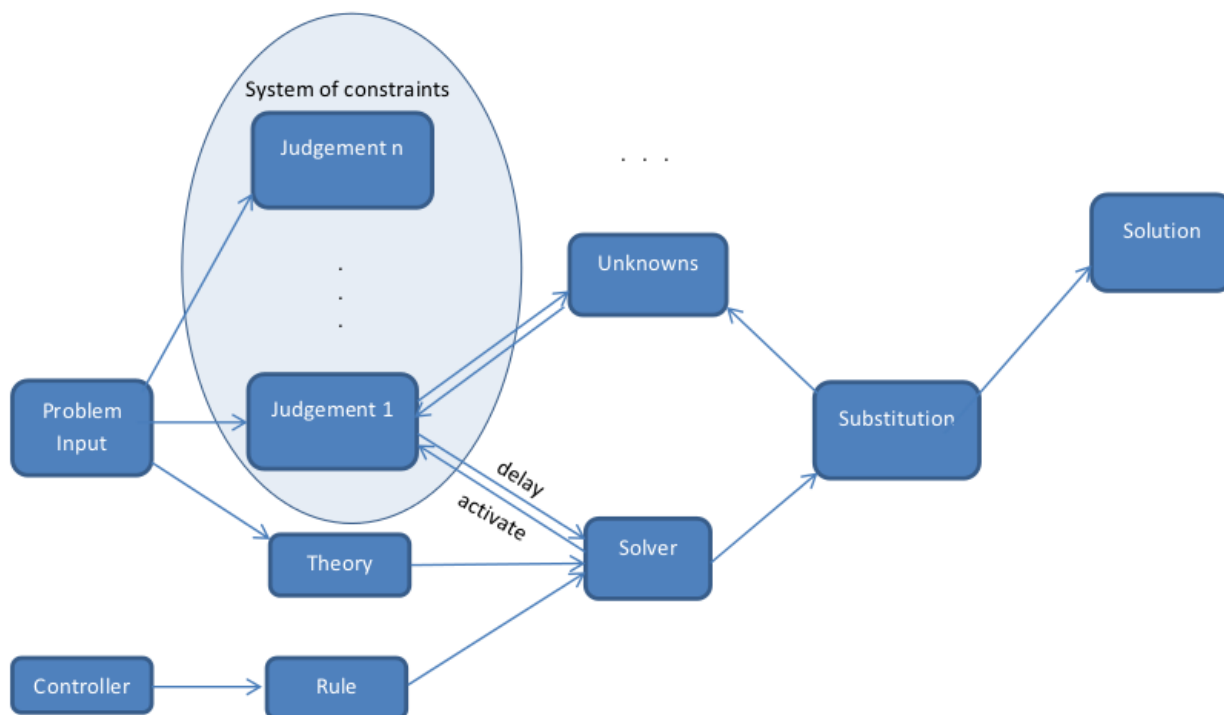 System of constraints
Judgement n
. . .
Unknowns
Solution
.
.
.
Problem
Input
Judgement 1
Substitution
delay
activate
Solver
Theory
Controller
Rule